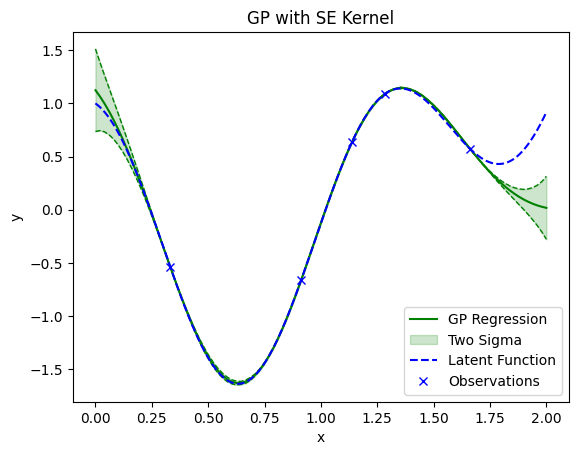 GP with SE Kernel
1.5
1.0
0.5
0.0
−0.5
−1.0
−1.5
y
0.00 0.25 0.50 0.75 1.00 1.25 1.50 1.75 2.00
x
GP Regression
Two Sigma
Latent Function
Observations